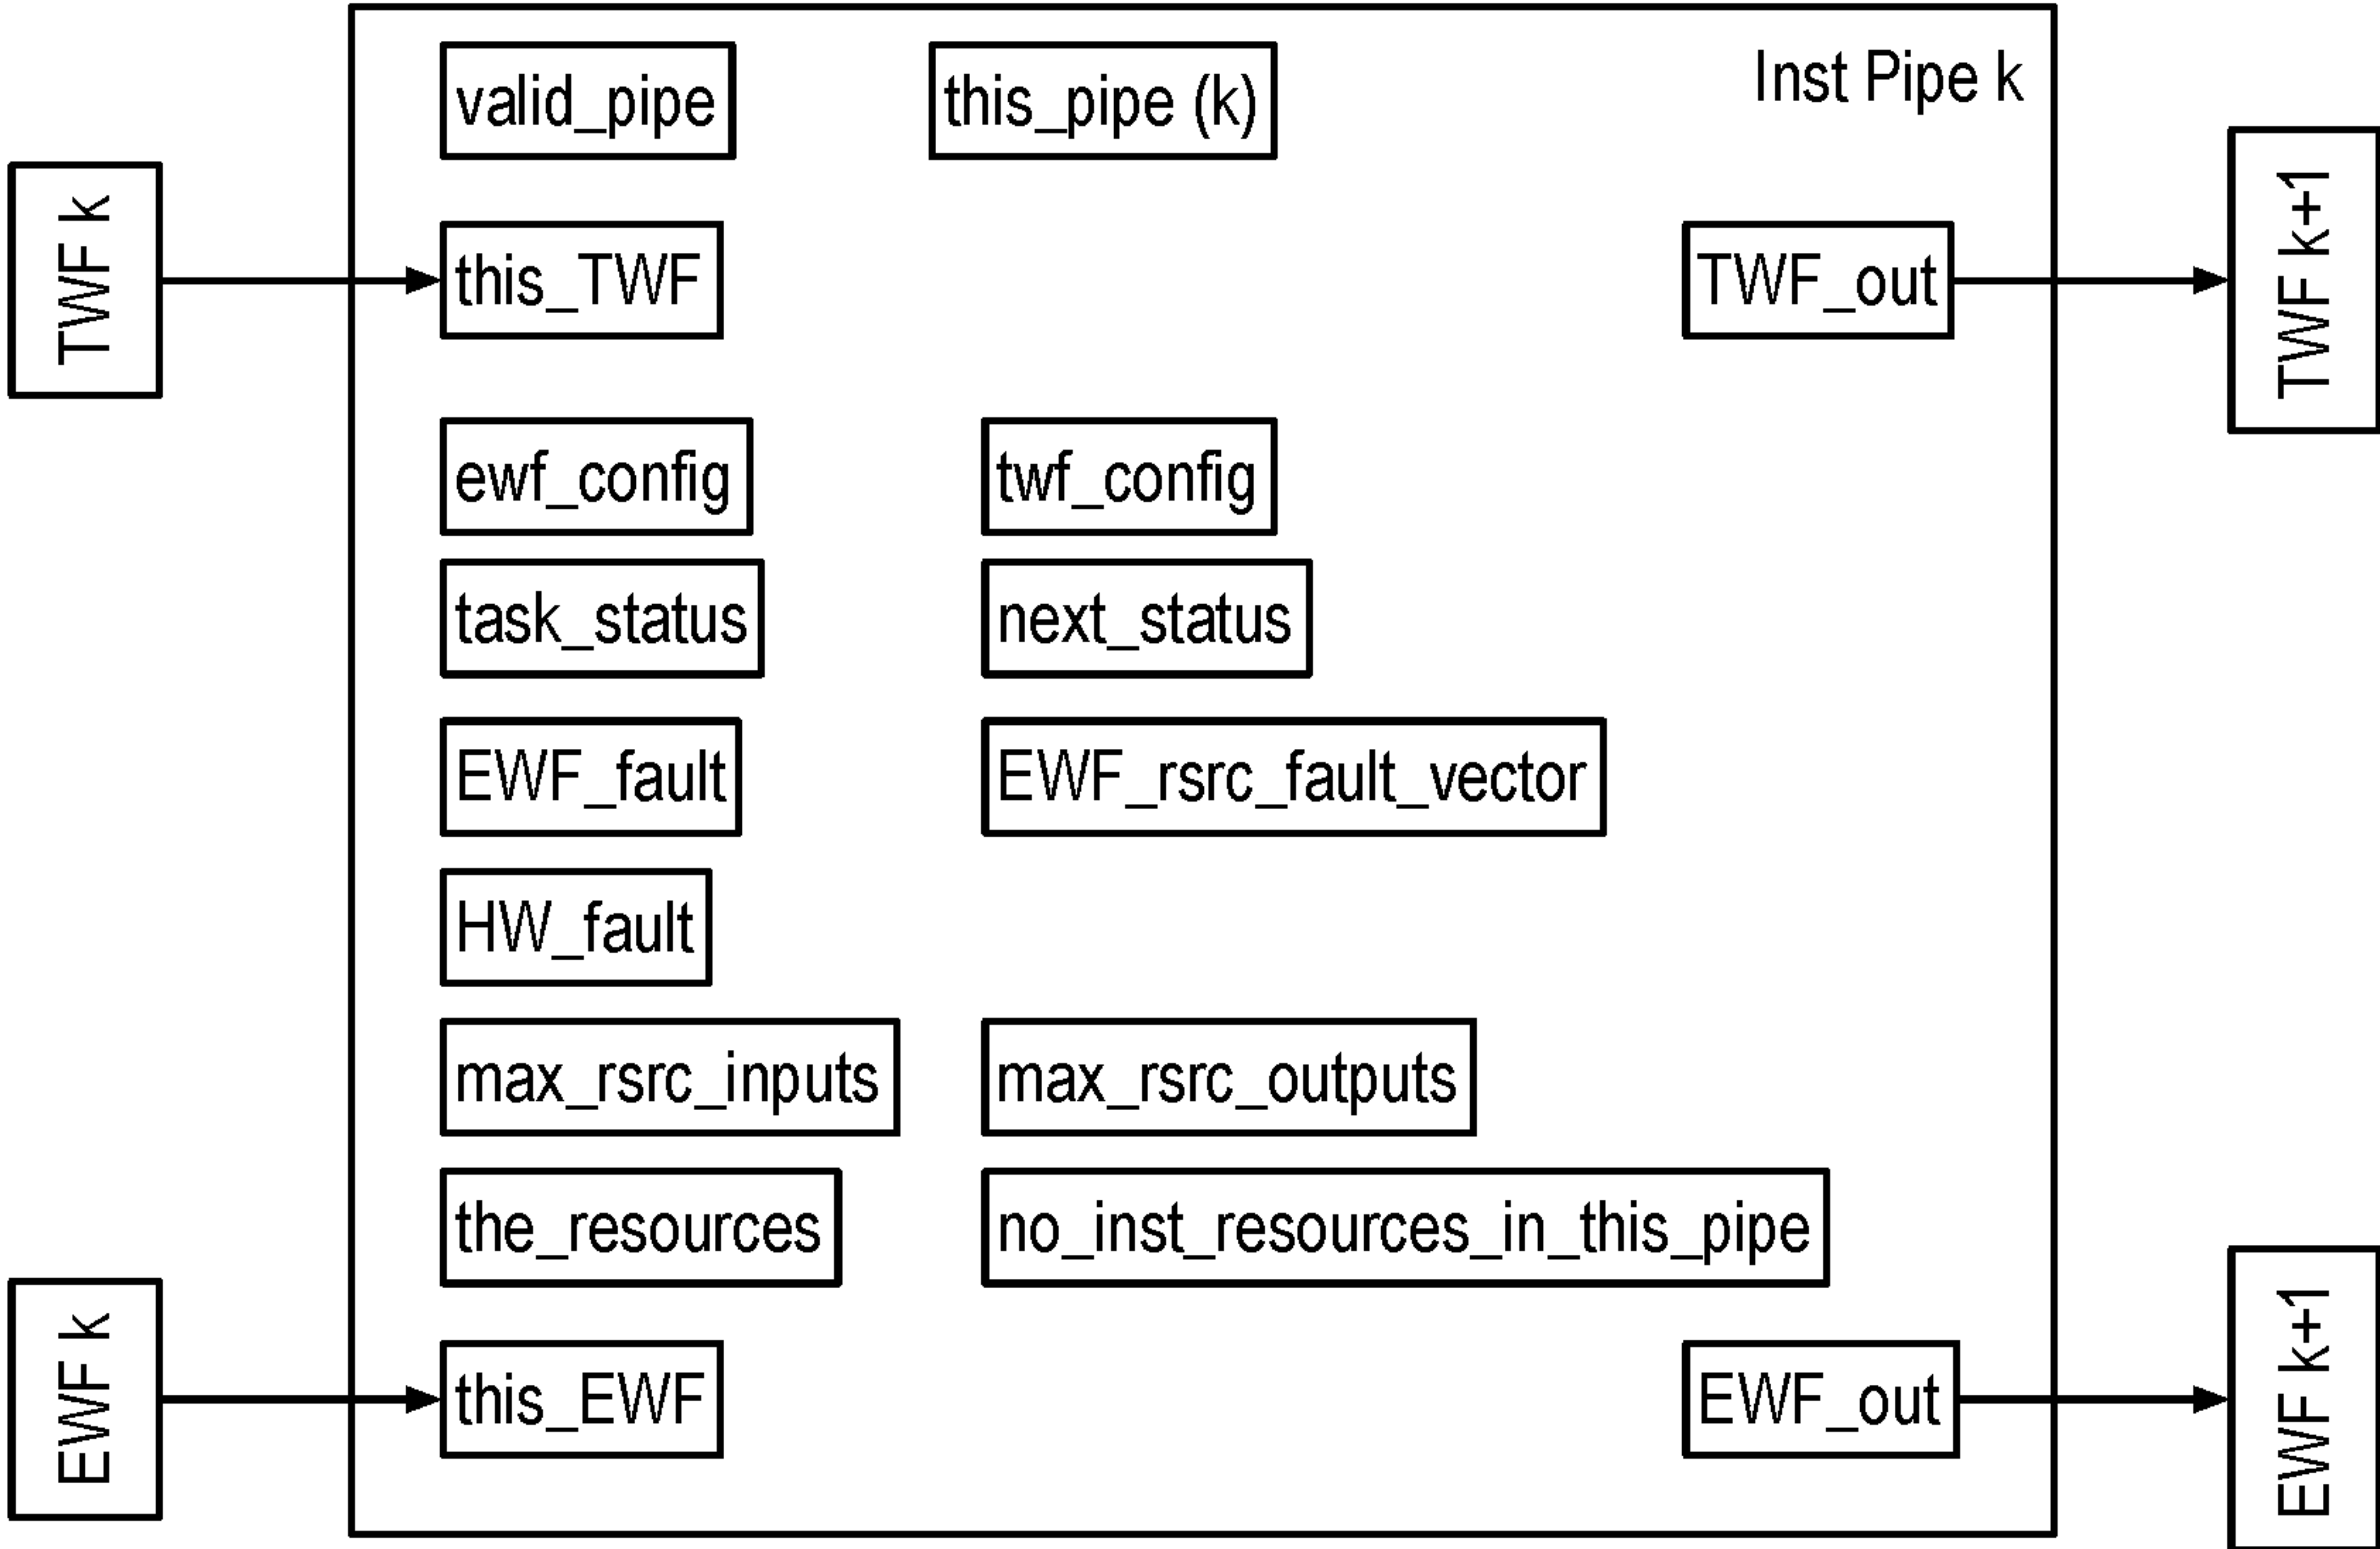 valid_pipe
this_pipe (k)
Inst Pipe k
TWF k
this_TWF
TWF_out
TWF k+1
ewf_config
twf_config
task_status
next_status
EWF_fault
EWF_rsrc_fault_vector
HW_fault
max_rsrc_inputs
max_rsrc_outputs
the_resources
no_inst_resources_in_this_pipe
EWF k
this_EWF
EWF_out
EWF k+1